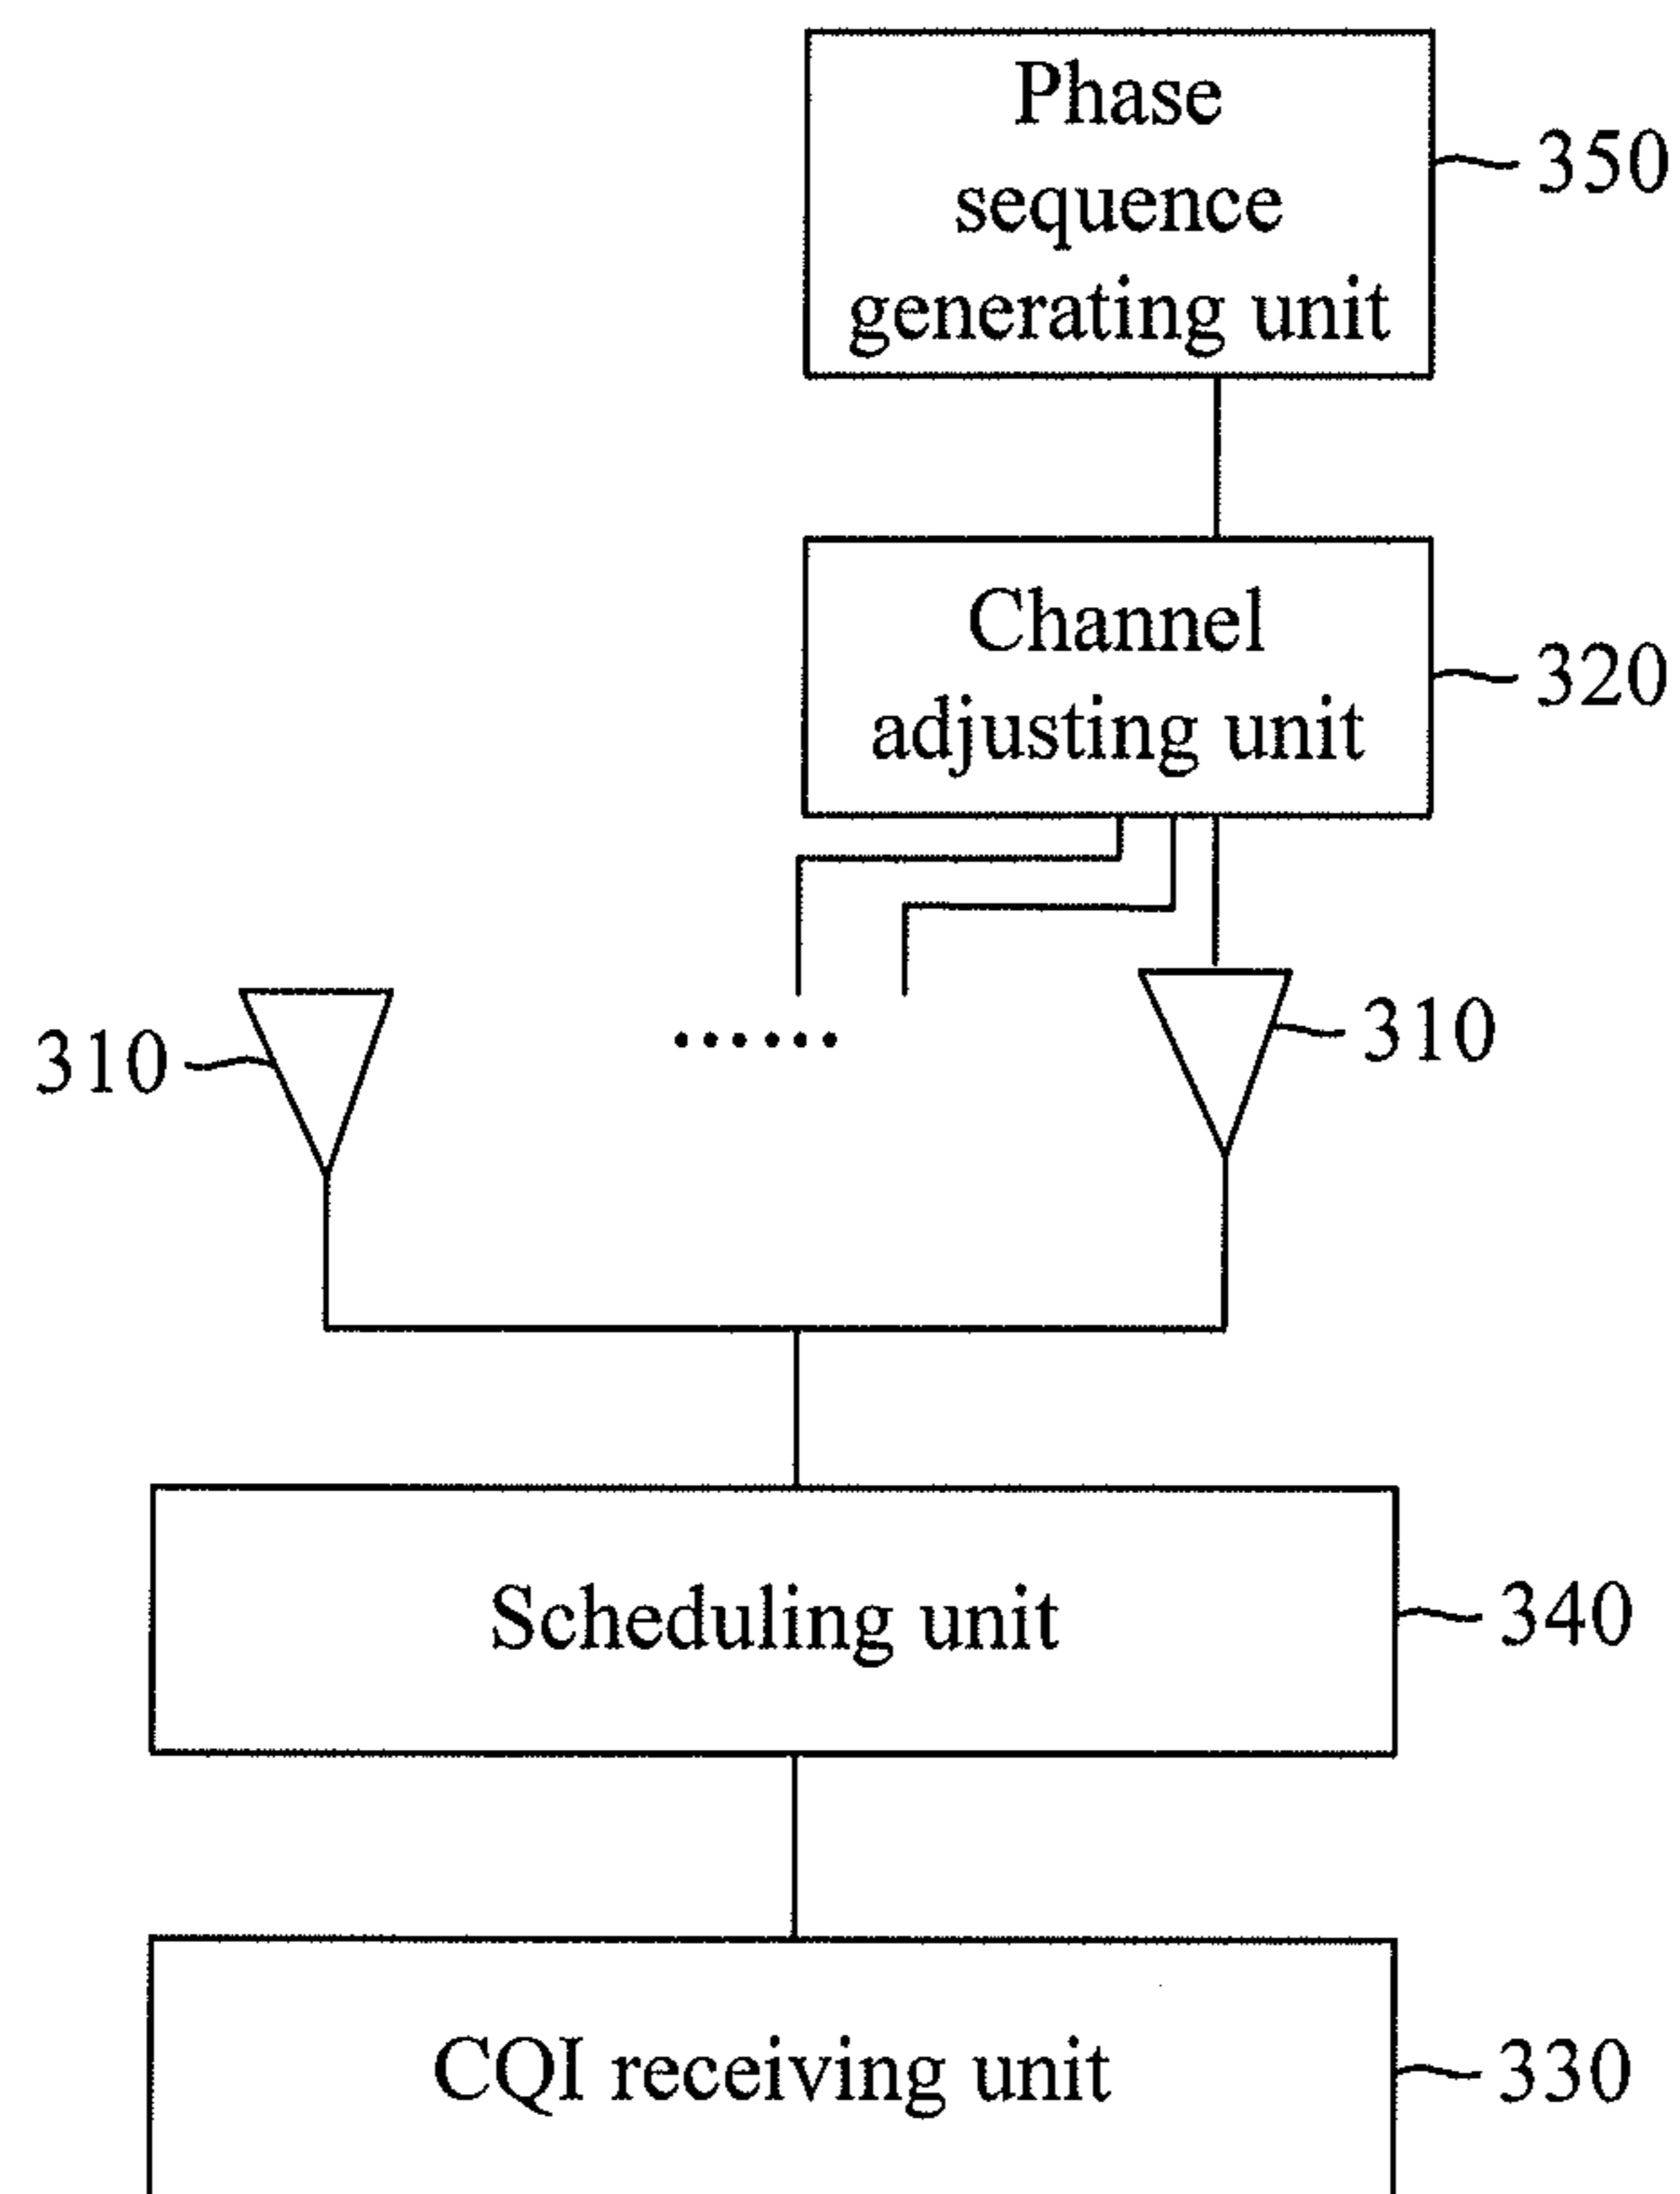 Phase
sequence
generating unit
350
Channel
adjusting unit
320
310
......
310
Scheduling unit
340
CQI receiving unit
330